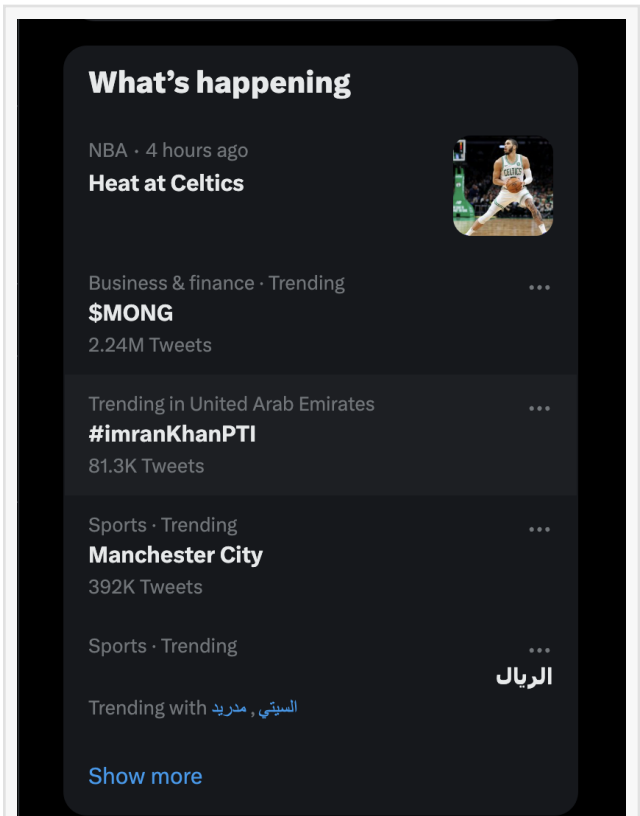 What's happening
NBA · 4 hours ago
Heat at Celtics
CELTICS
Business & finance · Trending
$MONG
2.24M Tweets
Trending in United Arab Emirates
#imranKhanPTI
81.3K Tweets
Sports · Trending
Manchester City
392K Tweets
Sports · Trending
الريال
Trending with السيتي , مدريد
Show more